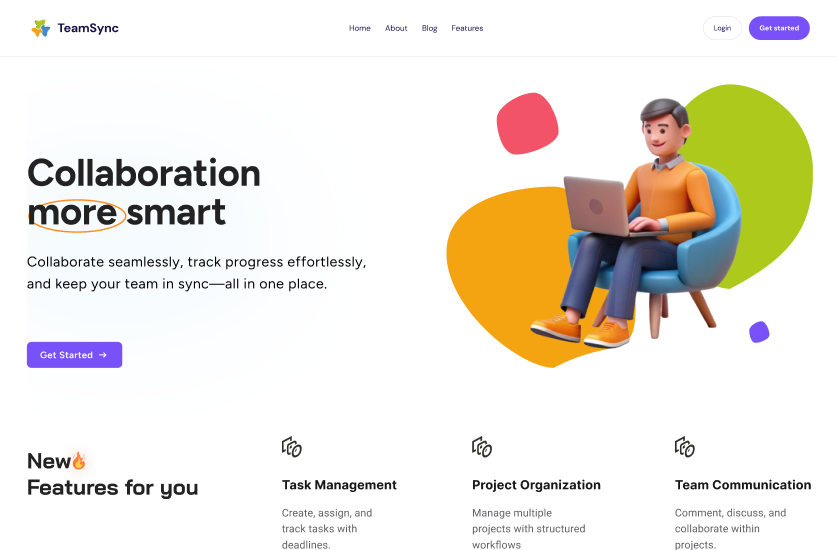 TeamSync
Home About Blog Features
Login
Get started
Collaboration
more smart
Collaborate seamlessly, track progress effortlessly,
and keep your team in sync—all in one place.
Get Started →
New🔥
Features for you
Task Management
Create, assign, and
track tasks with
deadlines.
Project Organization
Manage multiple
projects with structured
workflows
Team Communication
Comment, discuss, and
collaborate within
projects.